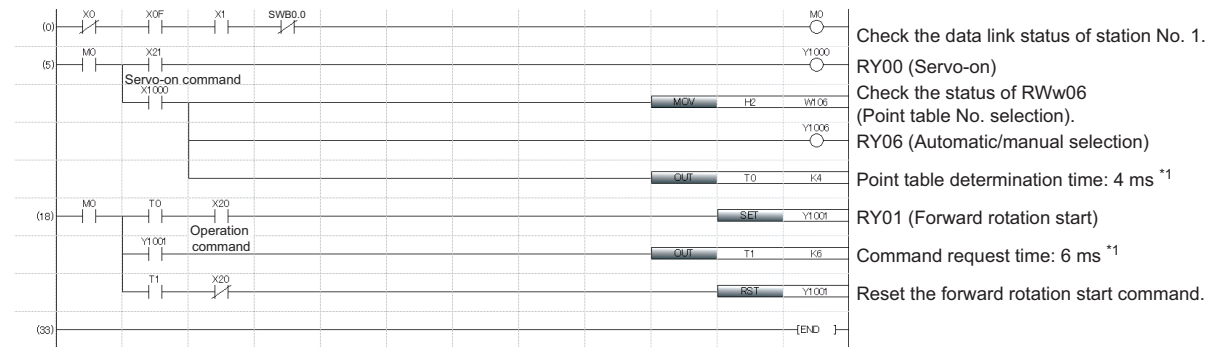 X0 X0F X1 SWB0.0 M0
(0)
Check the data link status of station No. 1.
M0 X21 Y1000
(5)
RY00 (Servo-on)
Servo-on command
X1000
MOV H2 W106
Check the status of RWw06
(Point table No. selection).
Y1006
RY06 (Automatic/manual selection)
OUT T0 K4
Point table determination time: 4 ms *1
M0 T0 X20
(18)
SET Y1001
RY01 (Forward rotation start)
Operation
command
Y1001
OUT T1 K6
Command request time: 6 ms *1
T1 X20
RST Y1001
Reset the forward rotation start command.
(33)
[END ]